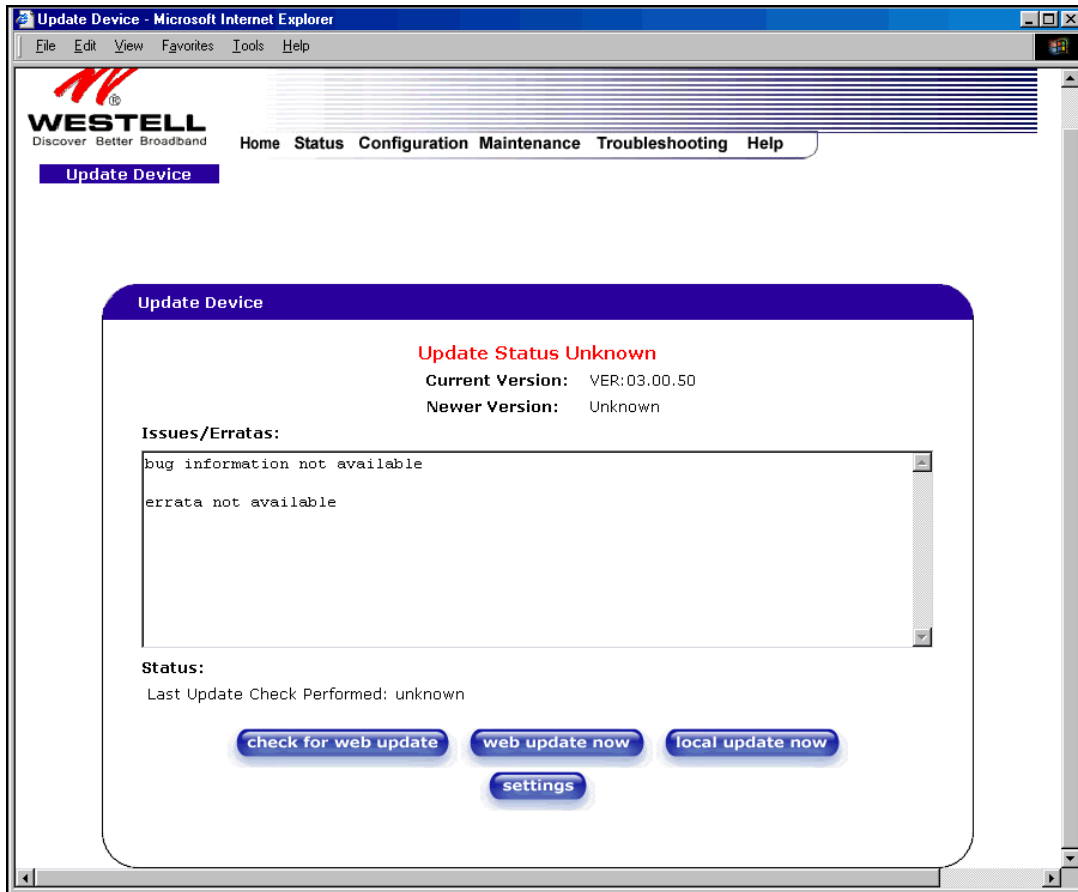 Update Device - Microsoft Internet Explorer
File Edit View Favorites Tools Help
®
WESTELL
Discover Better Broadband
Home Status Configuration Maintenance Troubleshooting Help
Update Device
Update Device
Update Status Unknown
Current Version: VER:03.00.50
Newer Version: Unknown
Issues/Erratas:
bug information not available
errata not available
Status:
Last Update Check Performed: unknown
check for web update web update now local update now
settings